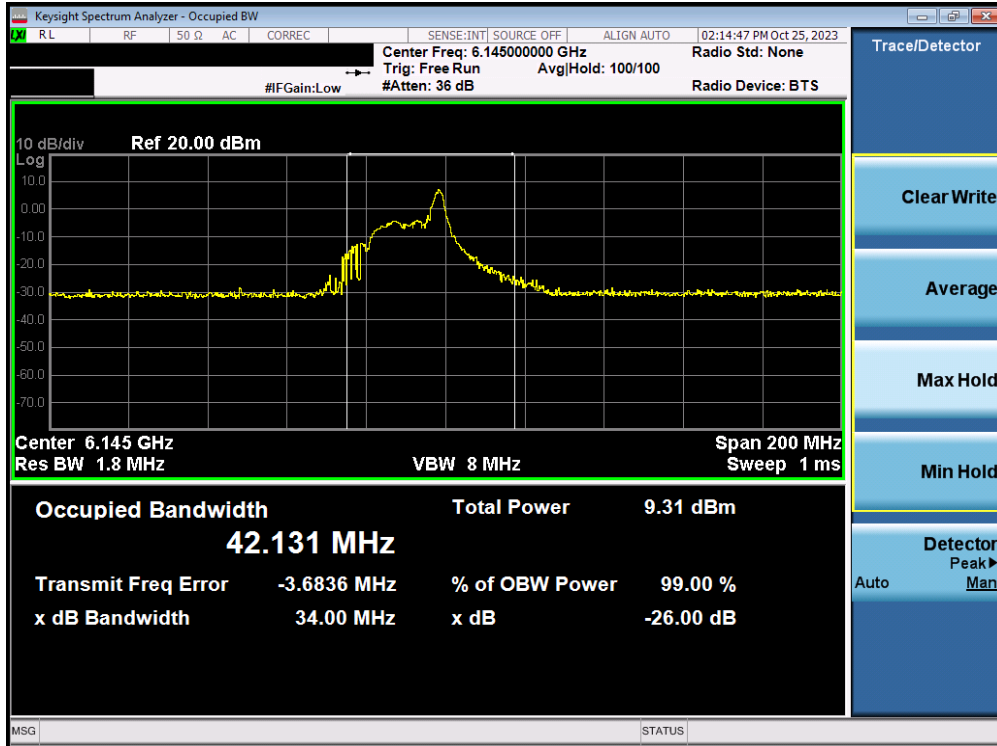 Keysight Spectrum Analyzer - Occupied BW
LXI RL RF 50 Ω AC CORREC SENSE:INT SOURCE OFF ALIGN AUTO 02:14:47 PM Oct 25, 2023
Center Freq: 6.145000000 GHz Radio Std: None
Trig: Free Run Avg|Hold: 100/100
#IFGain:Low #Atten: 36 dB Radio Device: BTS
10 dB/div Ref 20.00 dBm
Log
10.0
0.00
-10.0
-20.0
-30.0
-40.0
-50.0
-60.0
-70.0
Center 6.145 GHz Span 200 MHz
Res BW 1.8 MHz VBW 8 MHz Sweep 1 ms
Occupied Bandwidth Total Power 9.31 dBm
42.131 MHz
Transmit Freq Error -3.6836 MHz % of OBW Power 99.00 %
x dB Bandwidth 34.00 MHz x dB -26.00 dB
MSG STATUS
Trace/Detector
Clear Write
Average
Max Hold
Min Hold
Detector
Peak▶
Auto Man